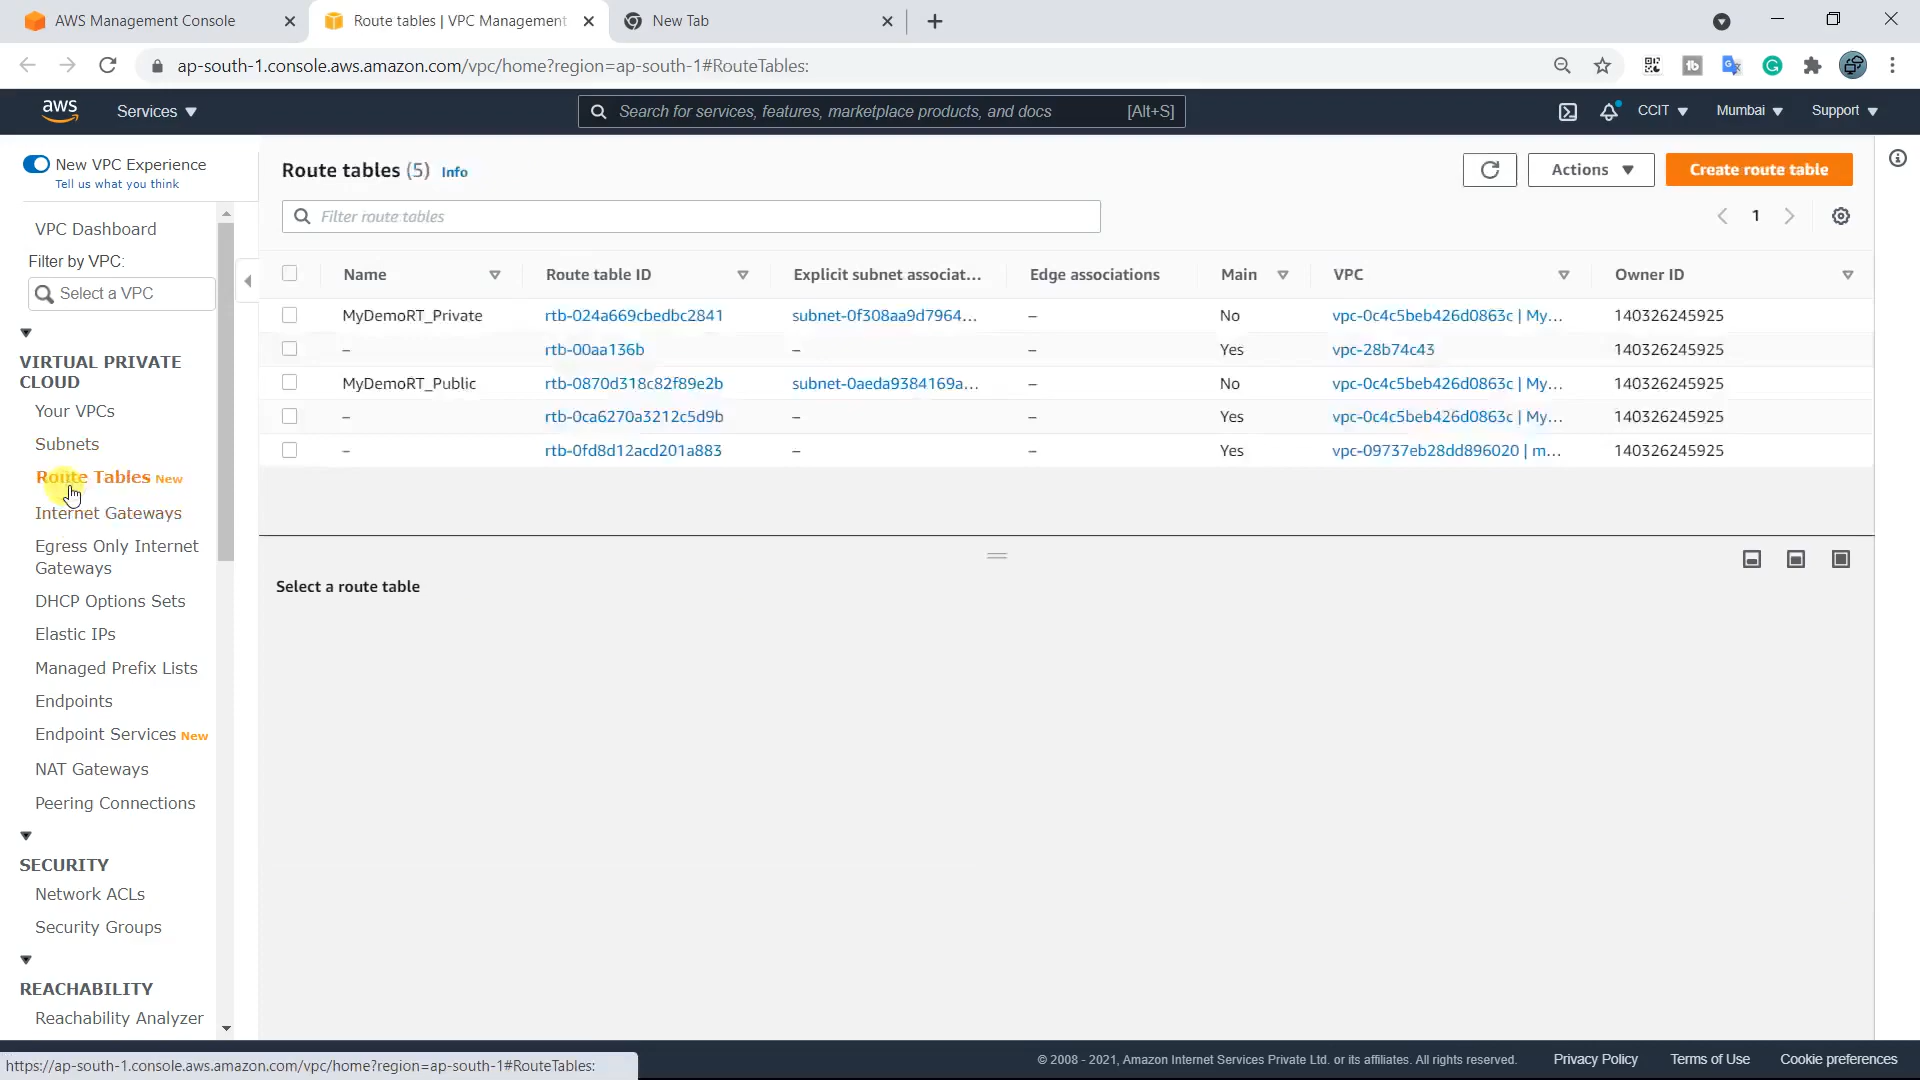 AWS Management Console
Route tables | VPC Management
New Tab
ap-south-1.console.aws.amazon.com/vpc/home?region=ap-south-1#RouteTables:
aws
Services
Search for services, features, marketplace products, and docs
[Alt+S]
CCIT
Mumbai
Support
New VPC Experience
Tell us what you think
VPC Dashboard
Filter by VPC:
Select a VPC
VIRTUAL PRIVATE
CLOUD
Your VPCs
Subnets
Route Tables New
Internet Gateways
Egress Only Internet
Gateways
DHCP Options Sets
Elastic IPs
Managed Prefix Lists
Endpoints
Endpoint Services New
NAT Gateways
Peering Connections
SECURITY
Network ACLs
Security Groups
REACHABILITY
Reachability Analyzer
Route tables (5) Info
Actions
Create route table
Filter route tables
1
Name Route table ID Explicit subnet associat... Edge associations Main VPC Owner ID
MyDemoRT_Private rtb-024a669cbedbc2841 subnet-0f308aa9d7964... – No vpc-0c4c5beb426d0863c | My... 140326245925
– rtb-00aa136b – – Yes vpc-28b74c43 140326245925
MyDemoRT_Public rtb-0870d318c82f89e2b subnet-0aeda9384169a... – No vpc-0c4c5beb426d0863c | My... 140326245925
– rtb-0ca6270a3212c5d9b – – Yes vpc-0c4c5beb426d0863c | My... 140326245925
– rtb-0fd8d12acd201a883 – – Yes vpc-09737eb28dd896020 | m... 140326245925
Select a route table
https://ap-south-1.console.aws.amazon.com/vpc/home?region=ap-south-1#RouteTables:
© 2008 - 2021, Amazon Internet Services Private Ltd. or its affiliates. All rights reserved.
Privacy Policy
Terms of Use
Cookie preferences